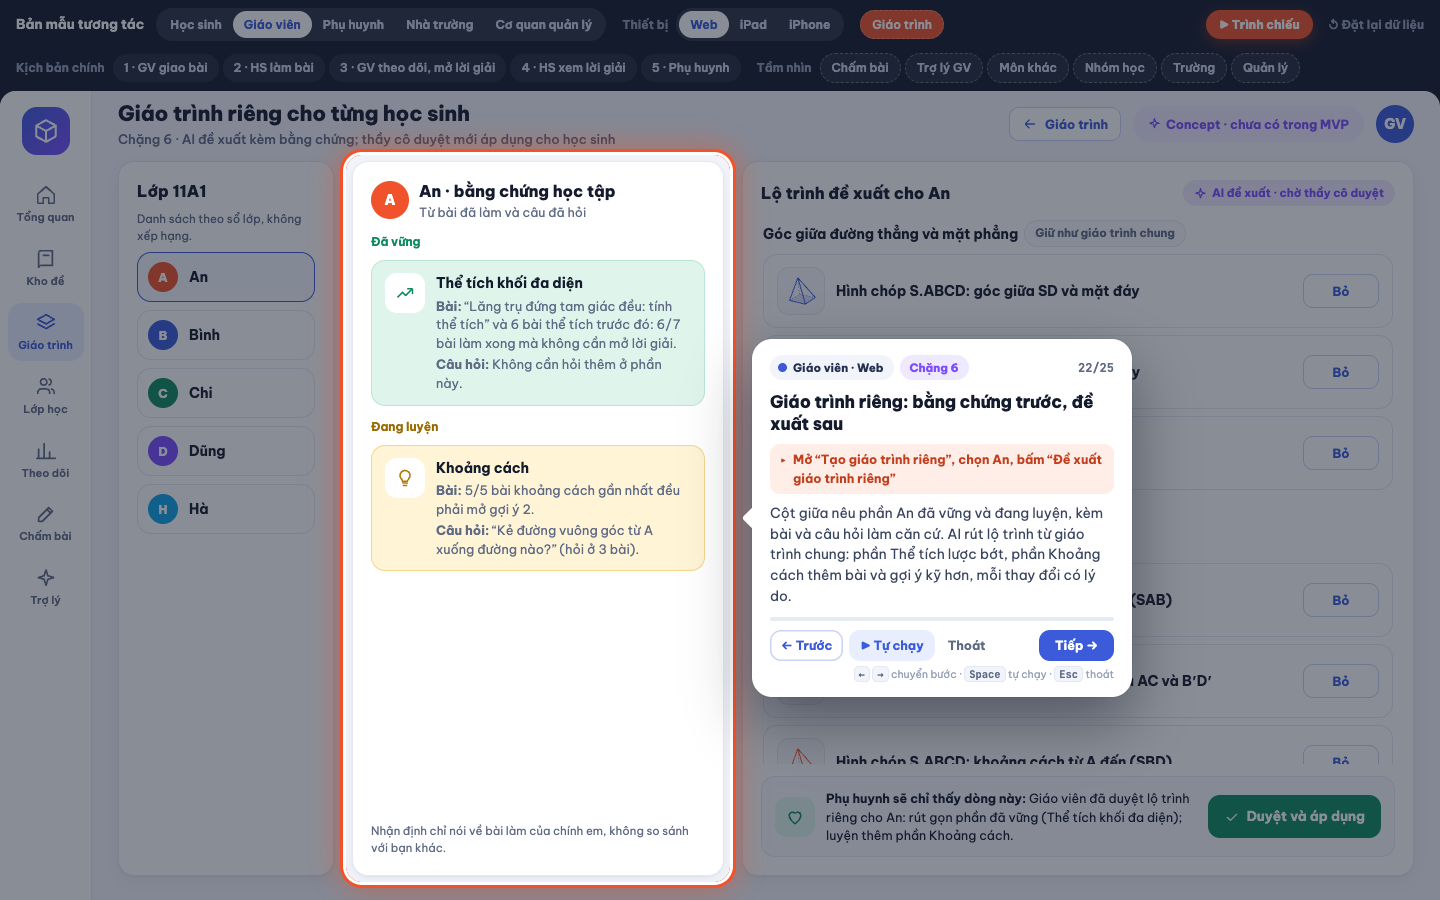 Bản mẫu tương tác
Học sinh
Giáo viên
Phụ huynh
Nhà trường
Cơ quan quản lý
Thiết bị
Web
iPad
iPhone
Giáo trình
Trình chiếu
Đặt lại dữ liệu
Kịch bản chính
1 · GV giao bài
2 · HS làm bài
3 · GV theo dõi, mở lời giải
4 · HS xem lời giải
5 · Phụ huynh
Tầm nhìn
Chấm bài
Trợ lý GV
Môn khác
Nhóm học
Trường
Quản lý
Tổng quan
Kho đề
Giáo trình
Lớp học
Theo dõi
Chấm bài
Trợ lý
Giáo trình riêng cho từng học sinh
Chặng 6 · AI đề xuất kèm bằng chứng; thầy cô duyệt mới áp dụng cho học sinh
← Giáo trình
Concept · chưa có trong MVP
GV
Lớp 11A1
Danh sách theo sổ lớp, không
xếp hạng.
A An
B Bình
C Chi
D Dũng
H Hà
A
An · bằng chứng học tập
Từ bài đã làm và câu đã hỏi
Đã vững
Thể tích khối đa diện
Bài: “Lăng trụ đứng tam giác đều: tính
thể tích” và 6 bài thể tích trước đó: 6/7
bài làm xong mà không cần mở lời giải.
Câu hỏi: Không cần hỏi thêm ở phần
này.
Đang luyện
Khoảng cách
Bài: 5/5 bài khoảng cách gần nhất đều
phải mở gợi ý 2.
Câu hỏi: “Kẻ đường vuông góc từ A
xuống đường nào?” (hỏi ở 3 bài).
Nhận định chỉ nói về bài làm của chính em, không so sánh
với bạn khác.
Lộ trình đề xuất cho An
AI đề xuất · chờ thầy cô duyệt
Góc giữa đường thẳng và mặt phẳng
Giữ như giáo trình chung
Hình chóp S.ABCD: góc giữa SD và mặt đáy
Bỏ
y
Bỏ
Bỏ
(SAB)
Bỏ
AC và B’D’
Bỏ
Hình chóp S.ABCD: khoảng cách từ A đến (SBD)
Bỏ
Phụ huynh sẽ chỉ thấy dòng này: Giáo viên đã duyệt lộ trình
riêng cho An: rút gọn phần đã vững (Thể tích khối đa diện);
luyện thêm phần Khoảng cách.
Duyệt và áp dụng
Giáo viên · Web
Chặng 6
22/25
Giáo trình riêng: bằng chứng trước, đề
xuất sau
Mở “Tạo giáo trình riêng”, chọn An, bấm “Đề xuất
giáo trình riêng”
Cột giữa nêu phần An đã vững và đang luyện, kèm
bài và câu hỏi làm căn cứ. AI rút lộ trình từ giáo
trình chung: phần Thể tích lược bớt, phần Khoảng
cách thêm bài và gợi ý kỹ hơn, mỗi thay đổi có lý
do.
← Trước
Tự chạy
Thoát
Tiếp →
← → chuyển bước · Space tự chạy · Esc thoát